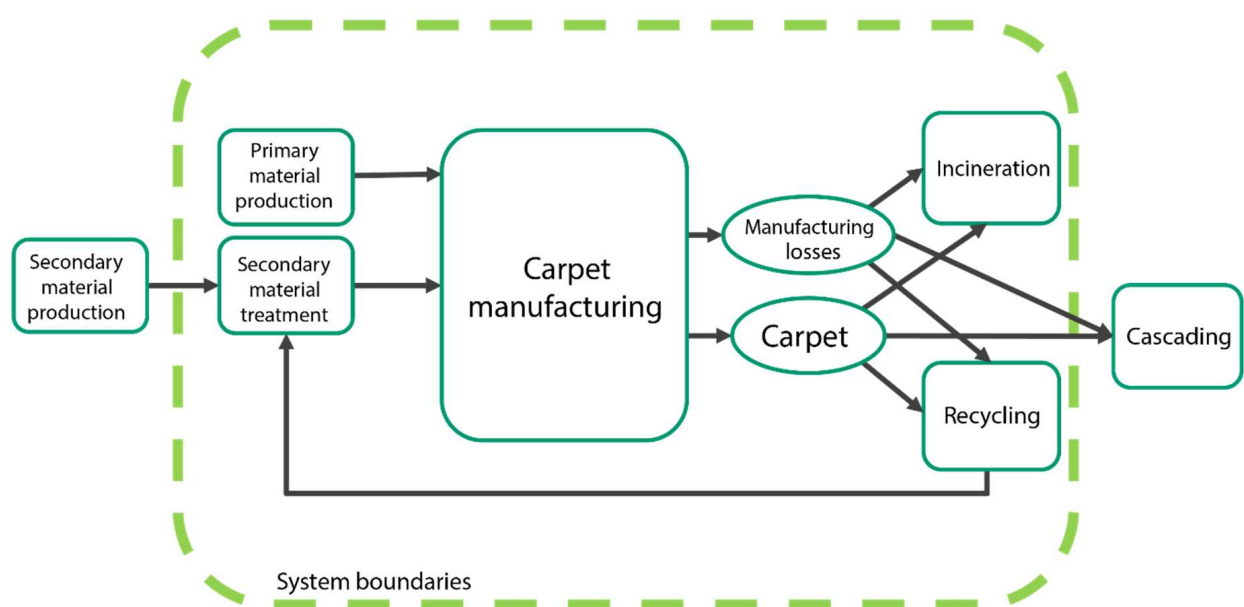 Primary
material
production
Secondary
material
production
Secondary
material
treatment
Carpet
manufacturing
Manufacturing
losses
Carpet
Incineration
Cascading
Recycling
System boundaries